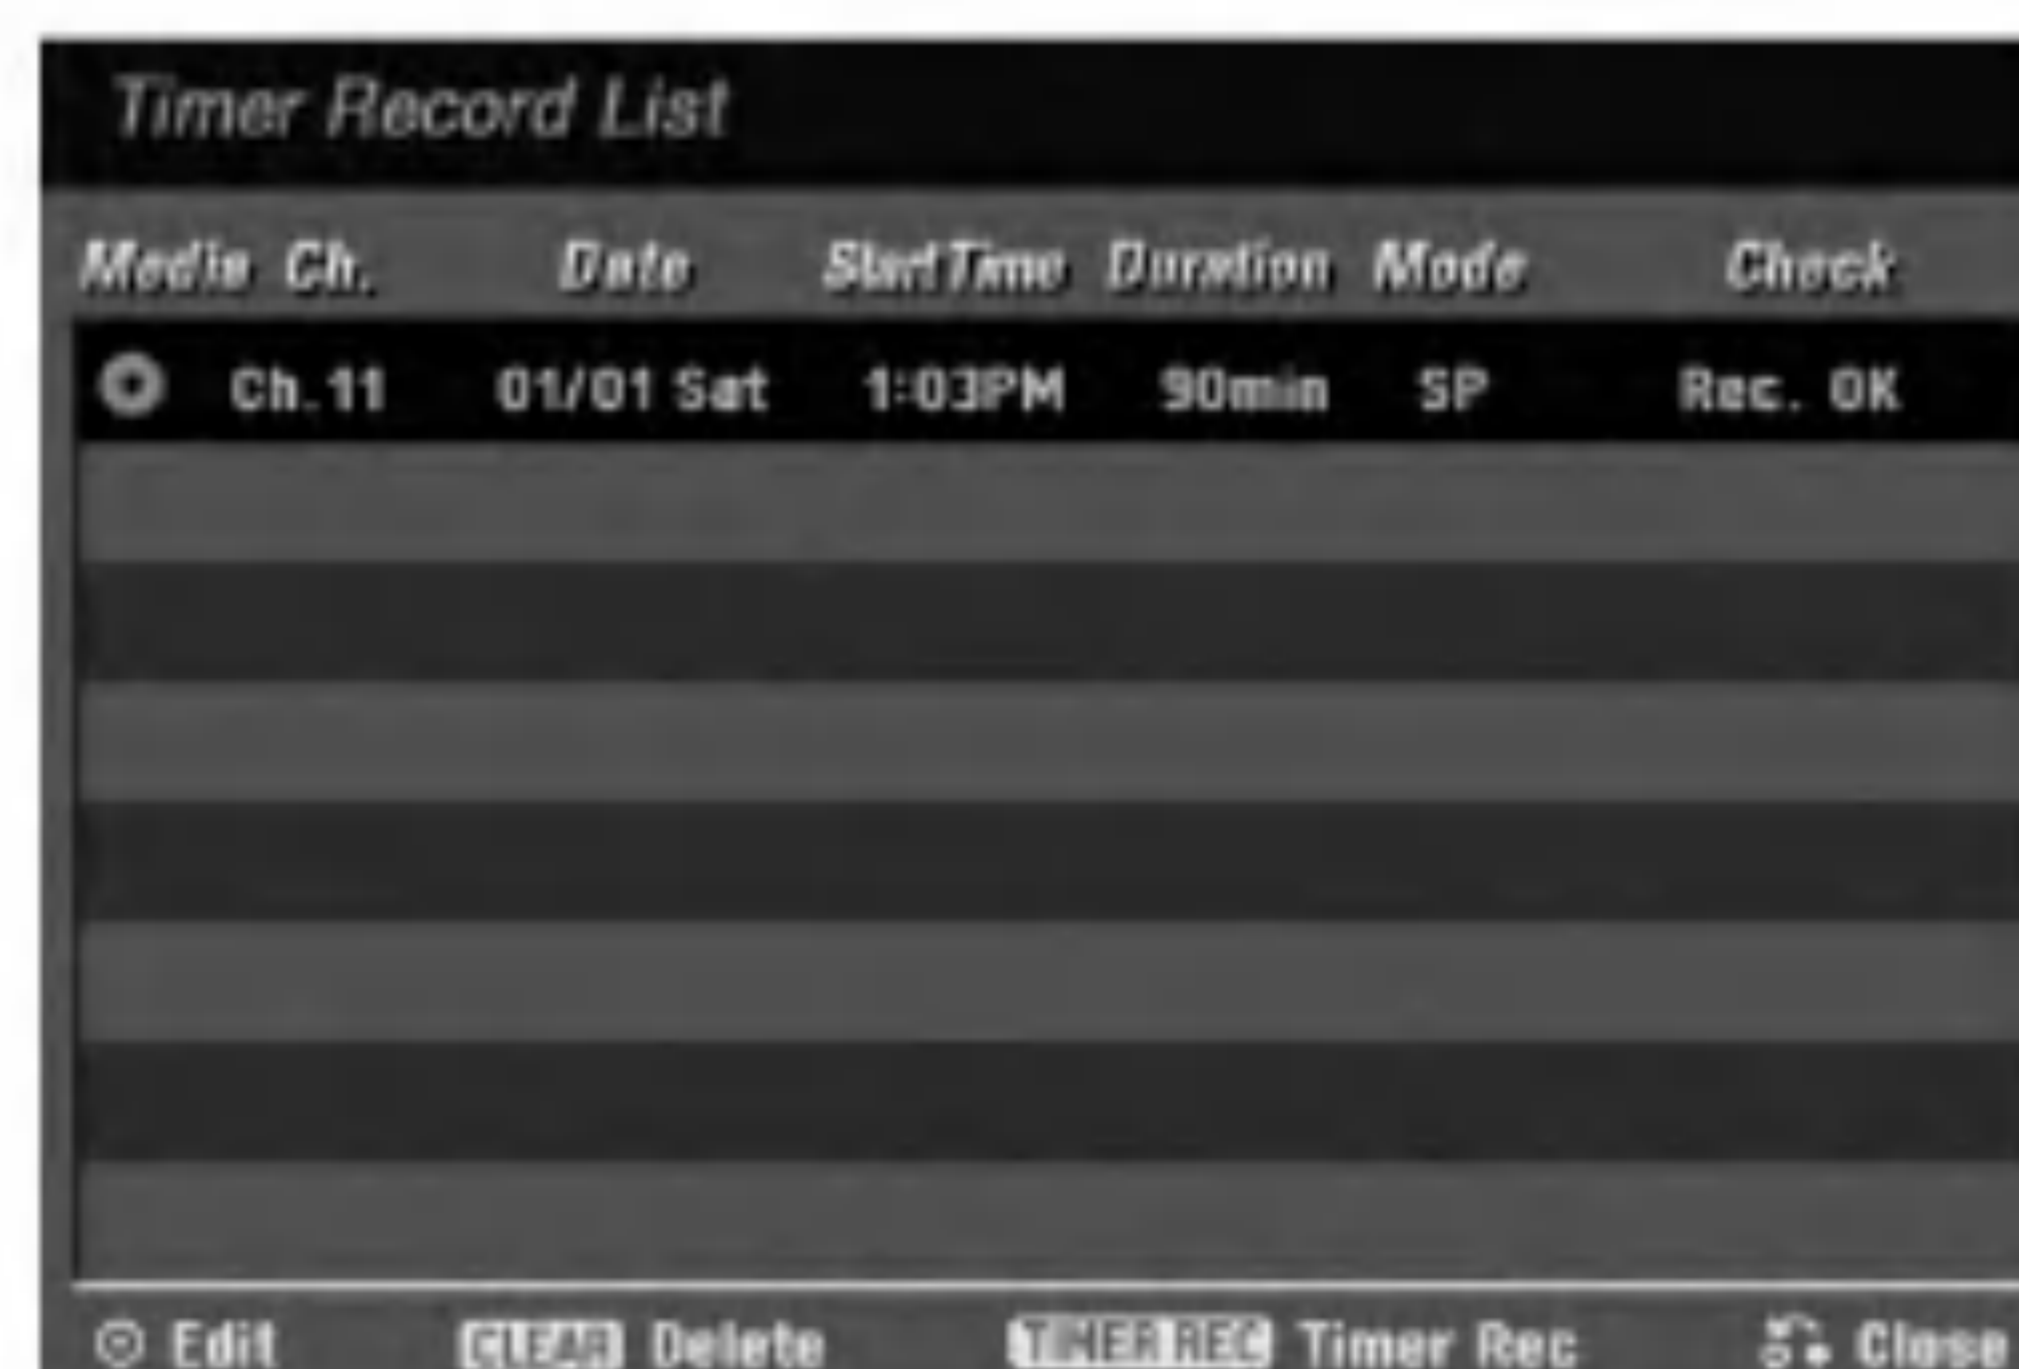 Timer Record List
Media Ch. Date StartTime Duration Mode Check
Ch.11 01/01 Sat 1:03PM 90min SP Rec. OK
Edit CLEAR Delete TIMER REC Timer Rec Close